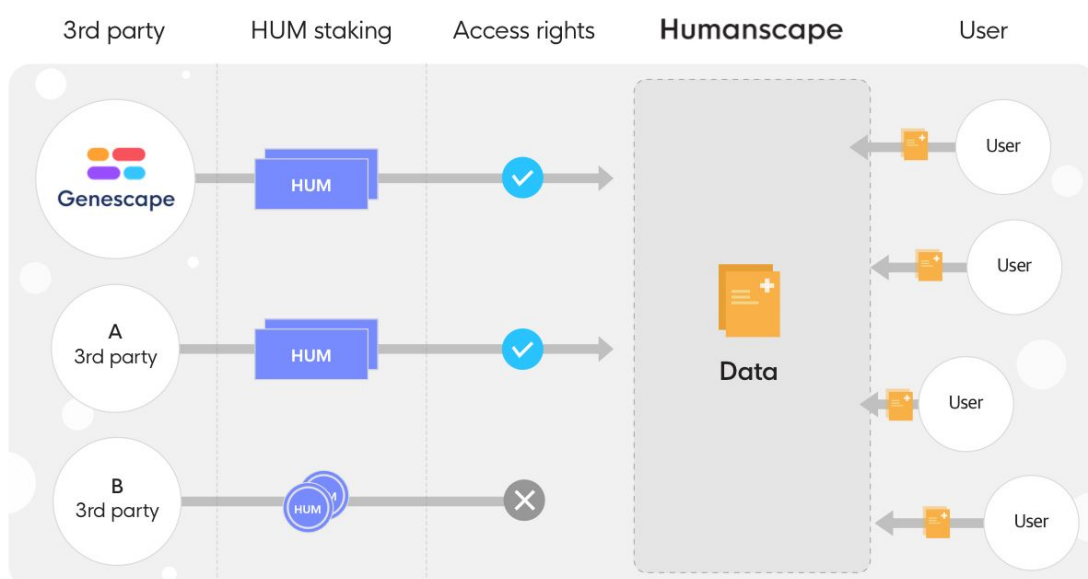 3rd party HUM staking Access rights Humanscape User
Genescape
HUM
User
User
A
3rd party
HUM
Data
User
B
3rd party
HUM
User